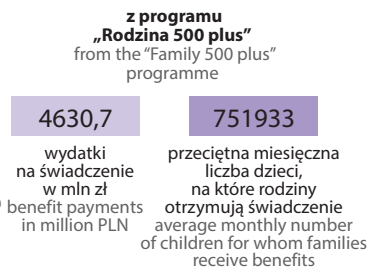 z programu
„Rodzina 500 plus”
from the “Family 500 plus”
programme
4630,7
wydatki
na świadczenie
w mln zł
benefit payments
in million PLN
751933
przeciętna miesięczna
liczba dzieci,
na które rodziny
otrzymują świadczenie
average monthly number
of children for whom families
receive benefits